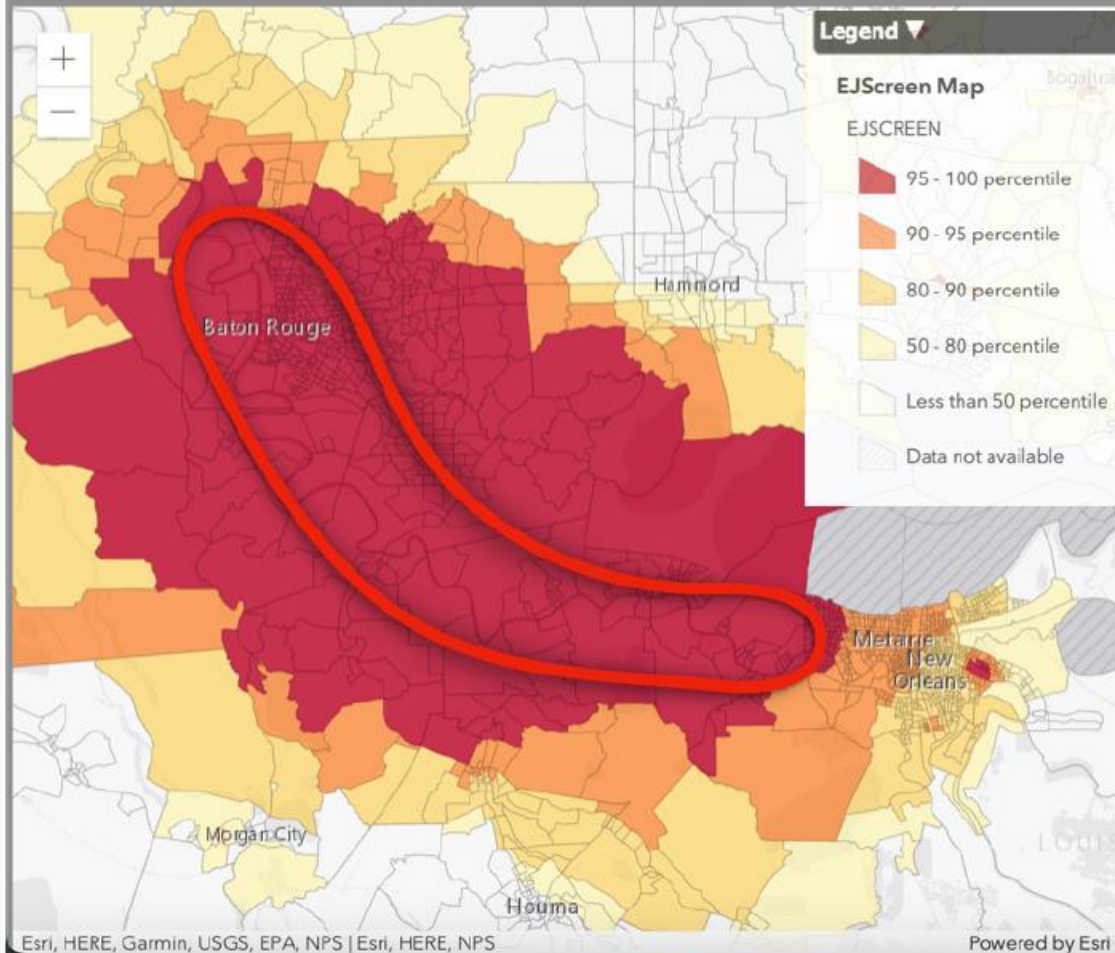 +
Legend ▼
−
Bogalus
EJScreen Map
EJSCREEN
95 - 100 percentile
90 - 95 percentile
80 - 90 percentile
50 - 80 percentile
Less than 50 percentile
Data not available
Hammond
Baton Rouge
Metairie
New
Orleans
Morgan City
LOUIS
Houma
Esri, HERE, Garmin, USGS, EPA, NPS | Esri, HERE, NPS
Powered by Esri